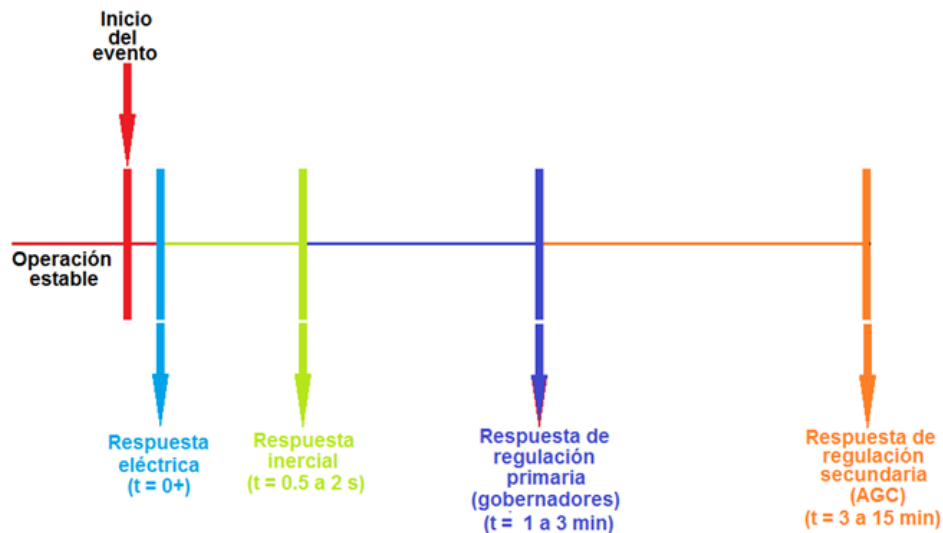 Inicio
del
evento
Operación
estable
Respuesta
eléctrica
(t = 0+)
Respuesta
inercial
(t = 0.5 a 2 s)
Respuesta de
regulación
primaria
(gobernadores)
(t =  1 a 3 min)
Respuesta de
regulación
secundaria
(AGC)
(t = 3 a 15 min)